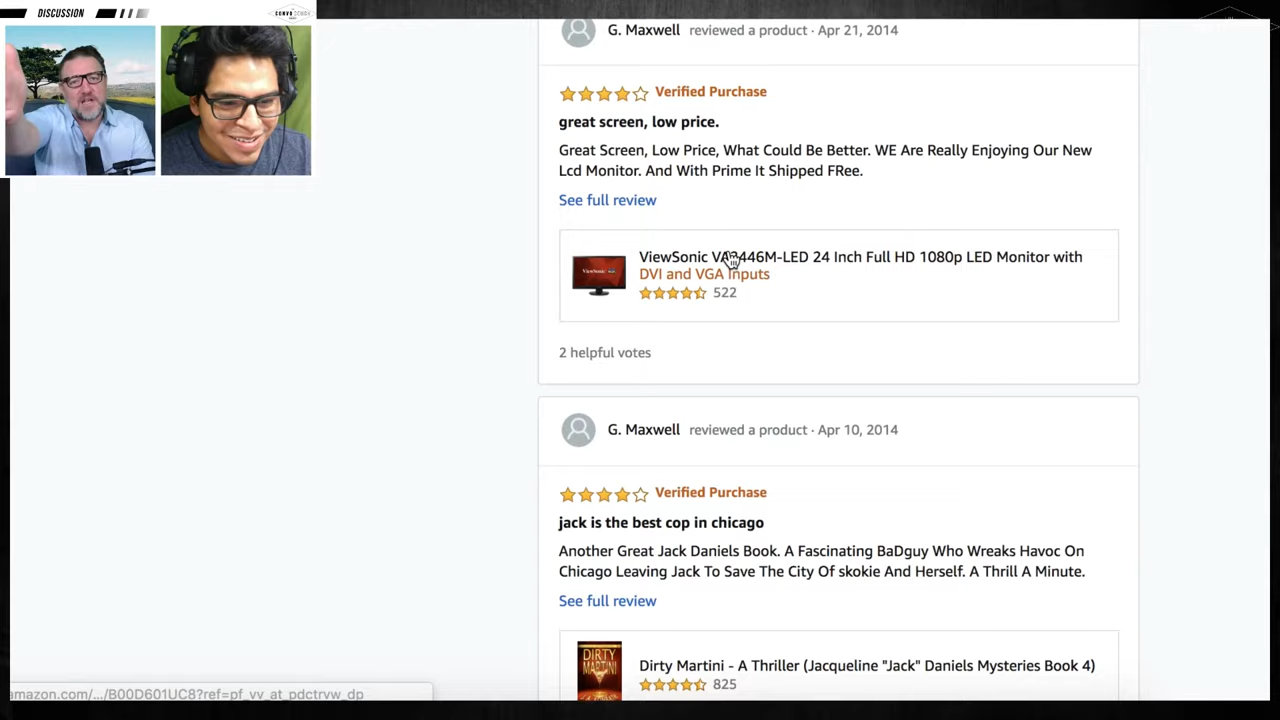 DISCUSSION
G. Maxwell reviewed a product · Apr 21, 2014
Verified Purchase
great screen, low price.
Great Screen, Low Price, What Could Be Better. WE Are Really Enjoying Our New
Lcd Monitor. And With Prime It Shipped FRee.
See full review
ViewSonic VA2446M-LED 24 Inch Full HD 1080p LED Monitor with
DVI and VGA Inputs
522
2 helpful votes
G. Maxwell reviewed a product · Apr 10, 2014
Verified Purchase
jack is the best cop in chicago
Another Great Jack Daniels Book. A Fascinating BaDguy Who Wreaks Havoc On
Chicago Leaving Jack To Save The City Of skokie And Herself. A Thrill A Minute.
See full review
DIRTY
MARTINI
Dirty Martini - A Thriller (Jacqueline "Jack" Daniels Mysteries Book 4)
825
amazon.com/.../B00D601UC8?ref=pf_vv_at_pdctrvw_dp